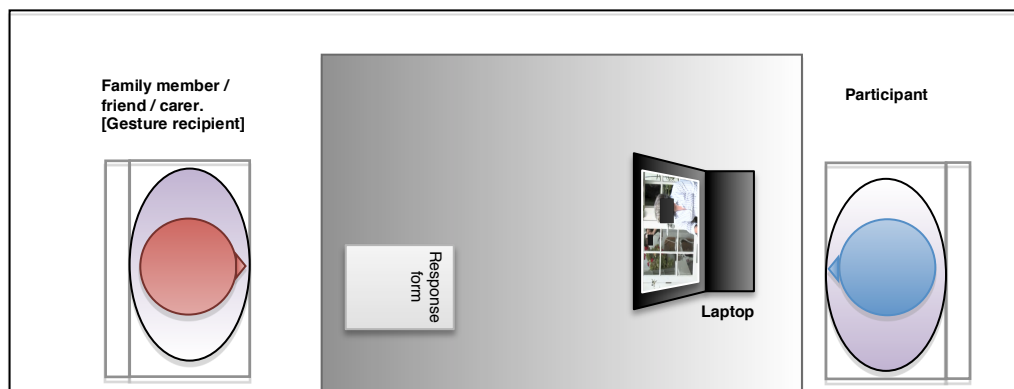 Family member /
friend / carer.
[Gesture recipient]
Participant
Response
form
Laptop